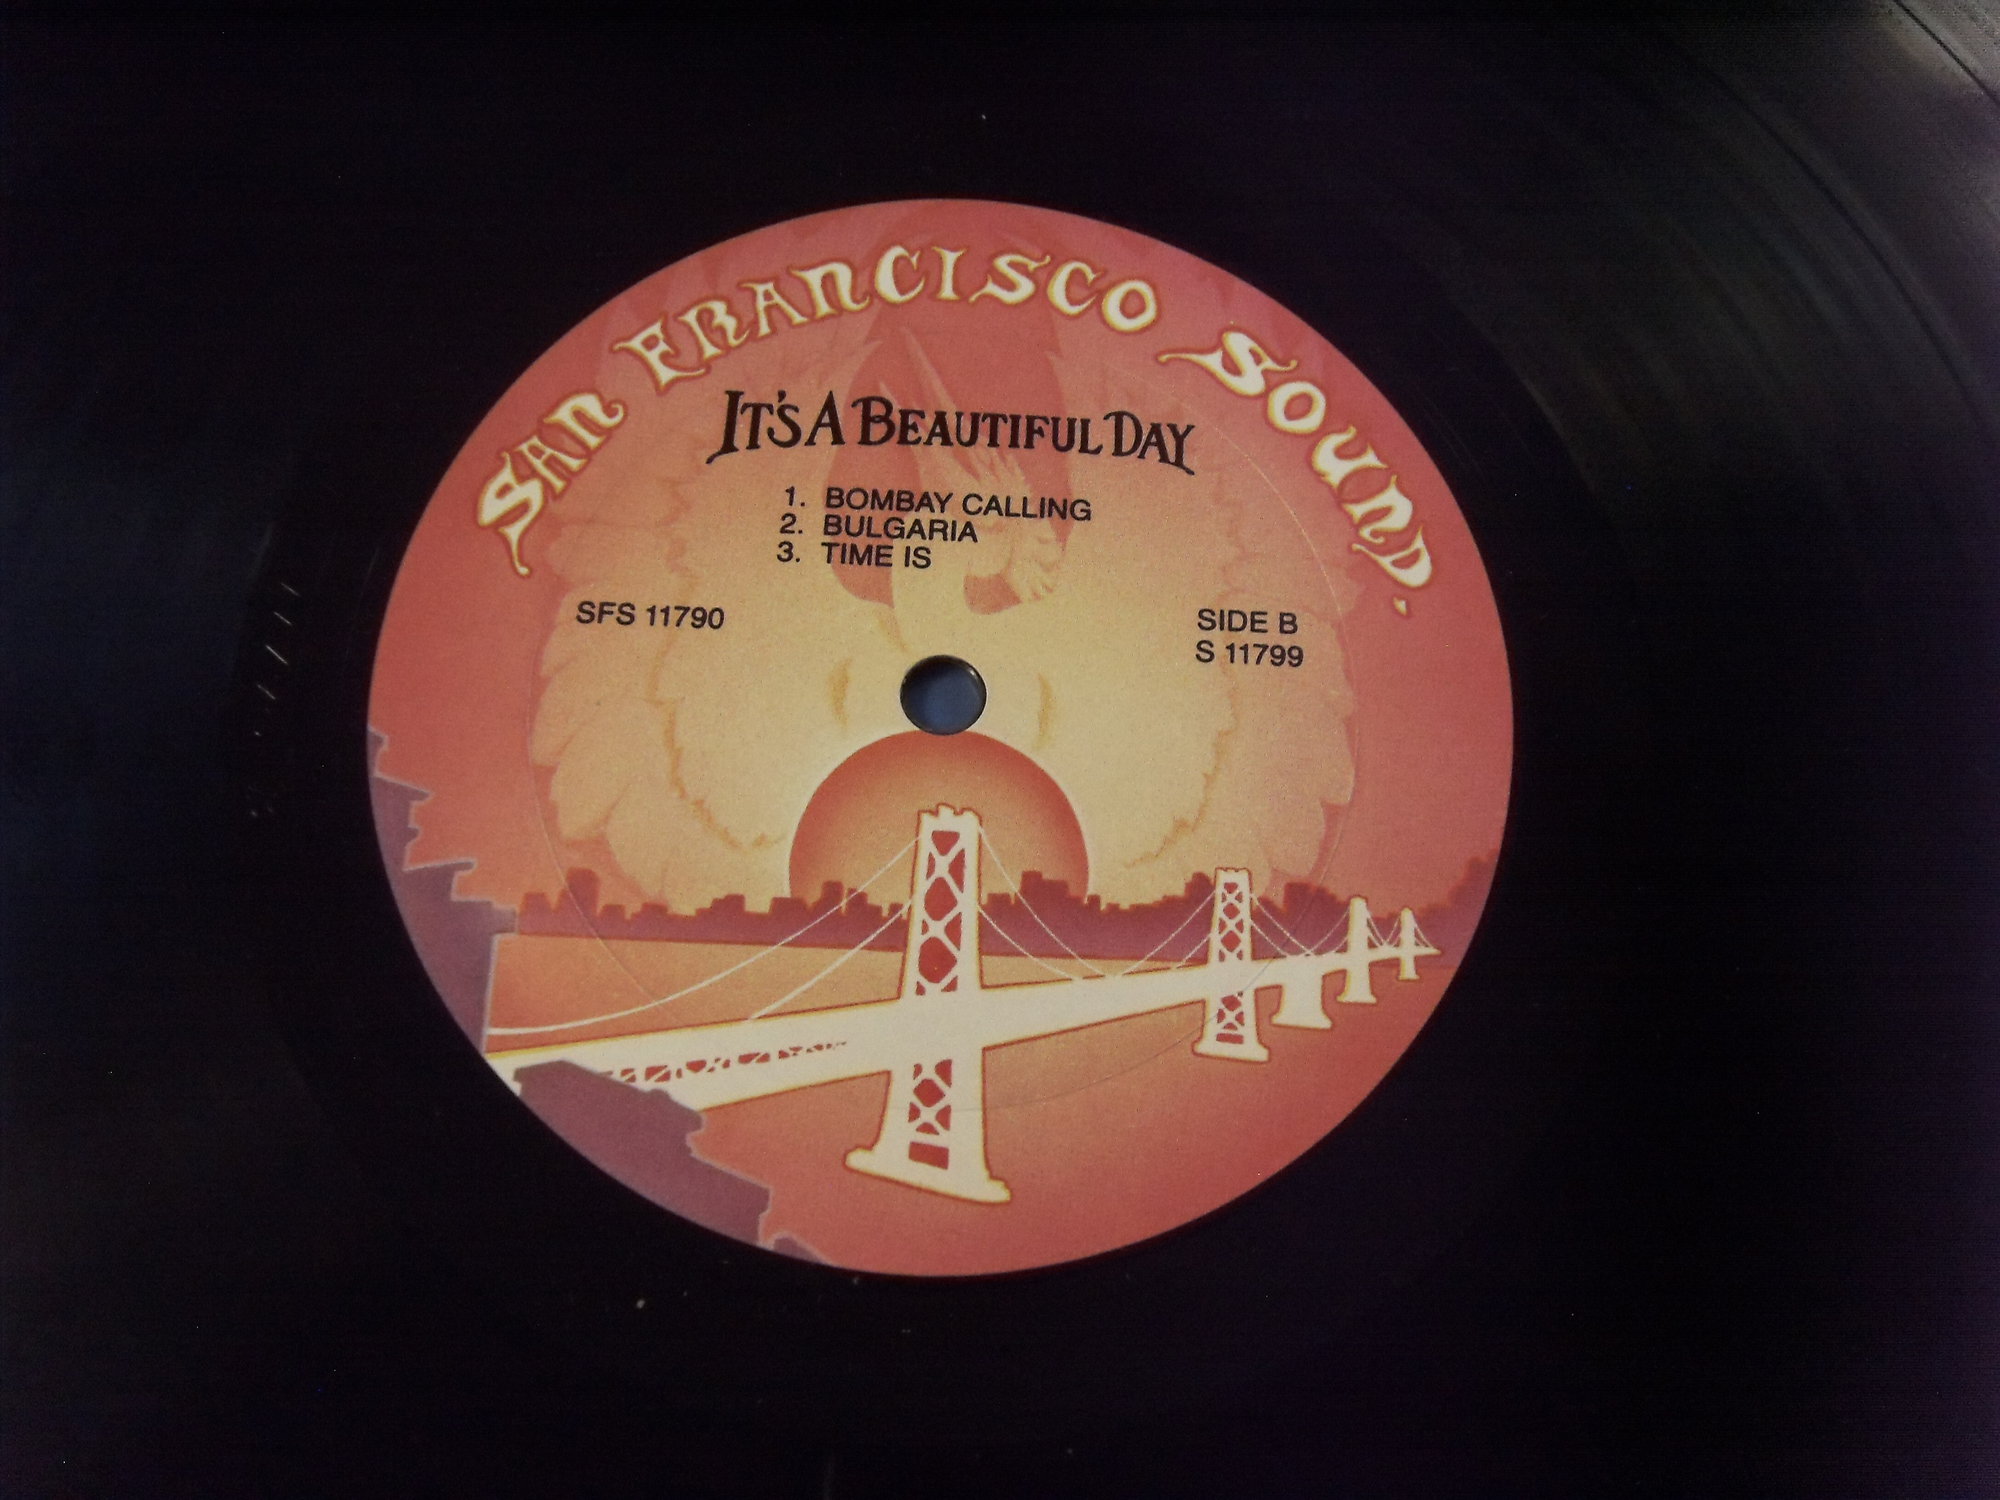 SAN FRANCISCO SOUND.
IT'S A BEAUTIFUL DAY
1. BOMBAY CALLING
2. BULGARIA
3. TIME IS
SFS 11790
SIDE B
S 11799